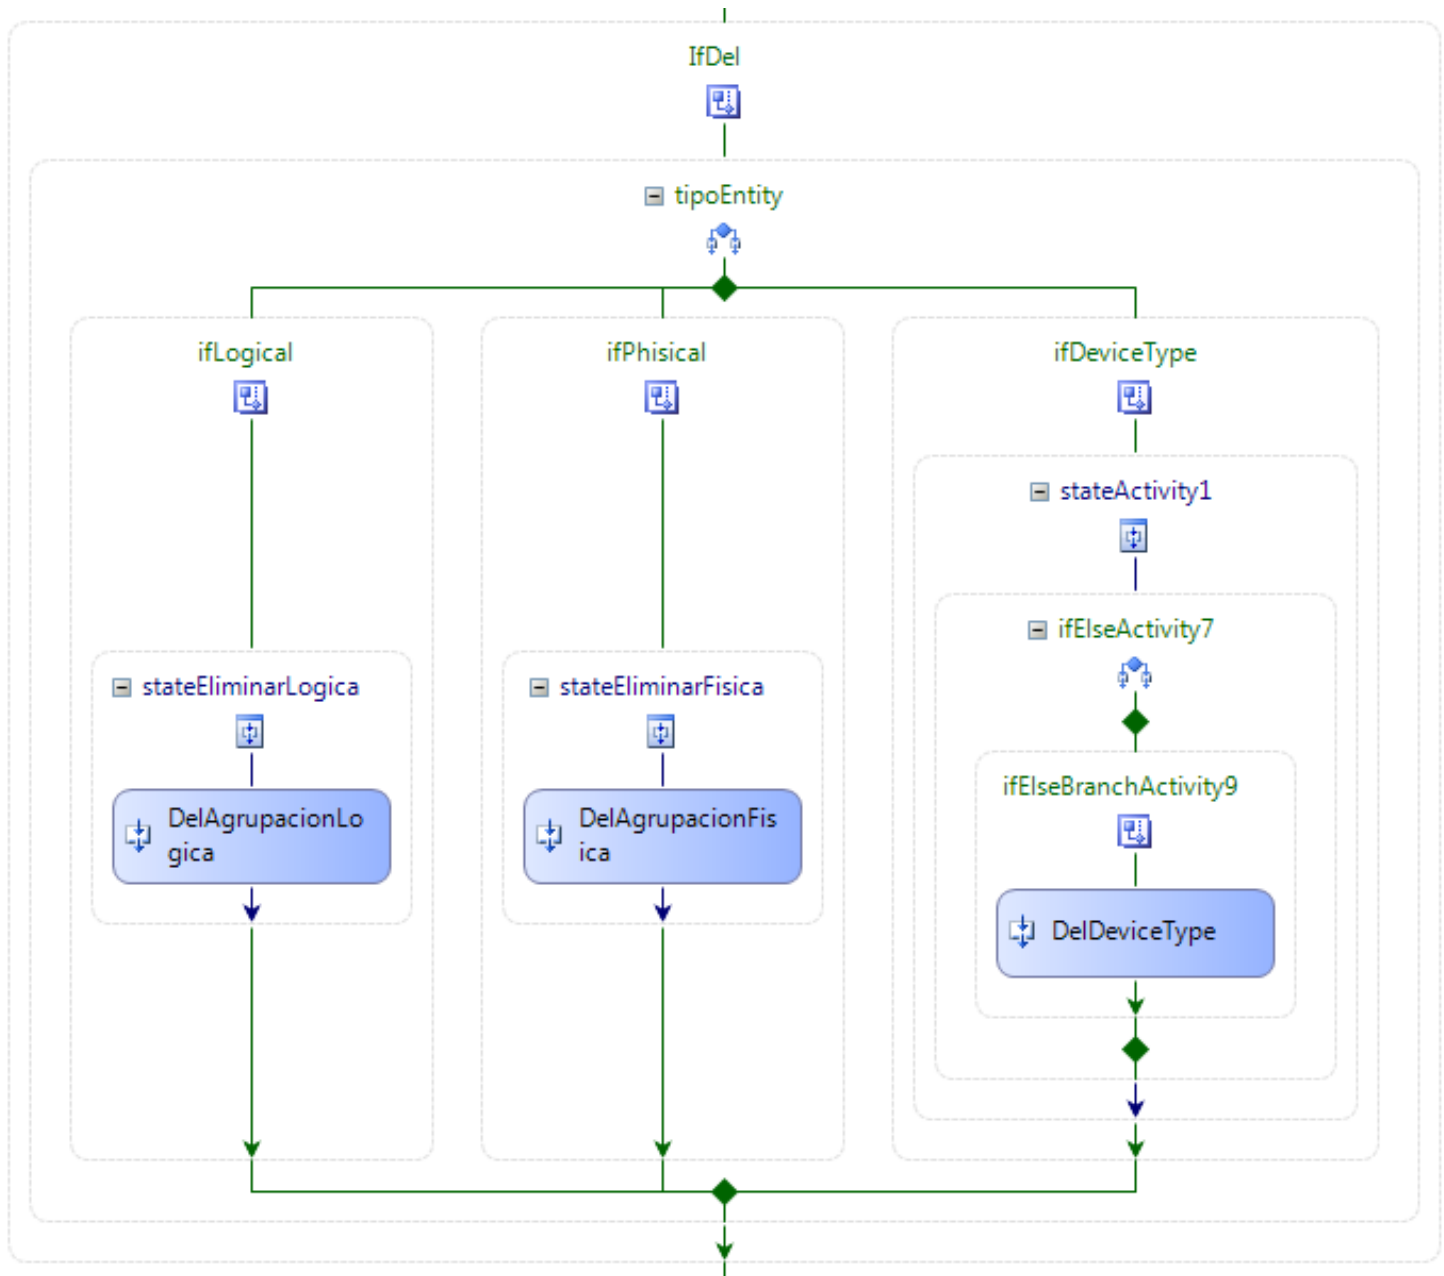 IfDel
tipoEntity
ifLogical
ifPhisical
ifDeviceType
stateActivity1
ifElseActivity7
stateEliminarLogica
stateEliminarFisica
ifElseBranchActivity9
DelAgrupacionLo
gica
DelAgrupacionFis
ica
DelDeviceType